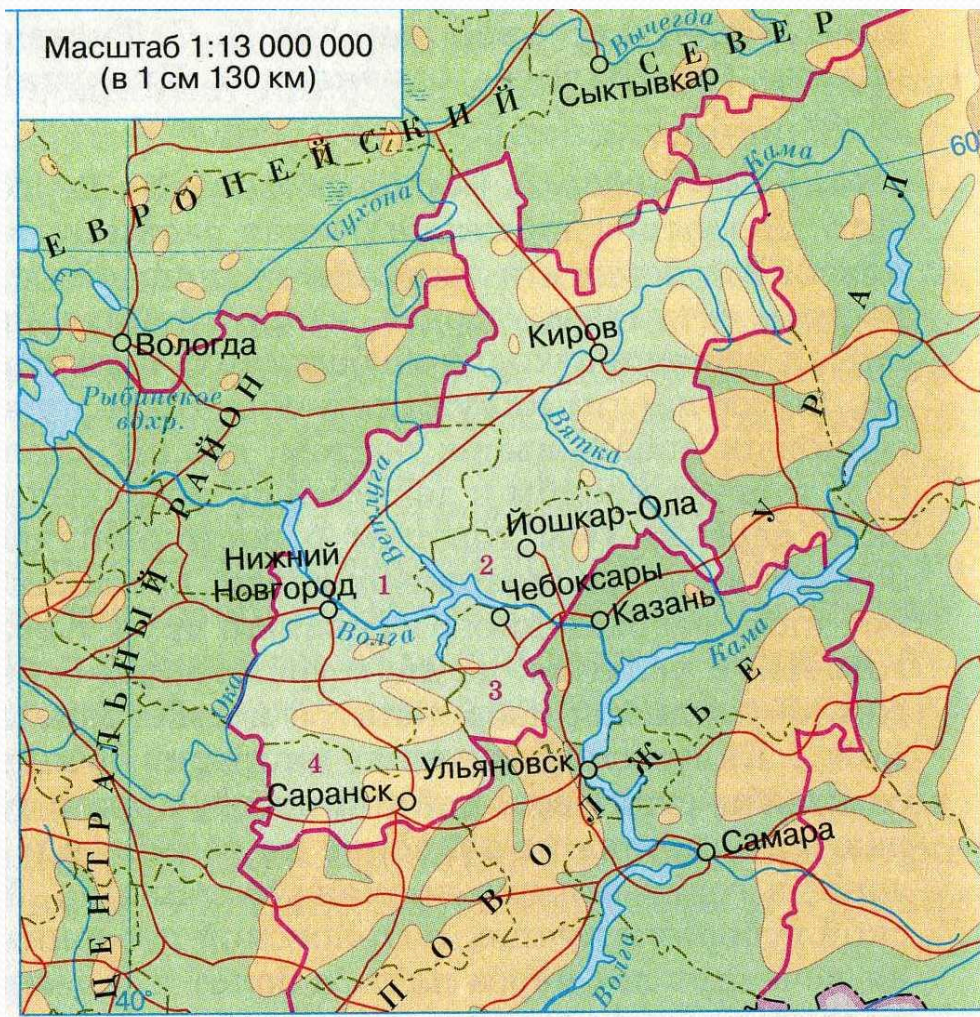 Масштаб 1:13 000 000
(в 1 см 130 км)
Вычегда
Сыктывкар
ЕВРОПЕЙСКИЙ СЕВЕР
60
Кама
Сухона
Вологда
Киров
Рыбинское
вдхр.
Вятка
Ветлуга
УРАЛ
Йошкар-Ола
2
Нижний
Новгород
1
Чебоксары
Казань
Волга
Кама
3
Ока
ЦЕНТРАЛЬНЫЙ РАЙОН
4
Ульяновск
Саранск
Самара
ПОВОЛЖЬЕ
Волга
40°